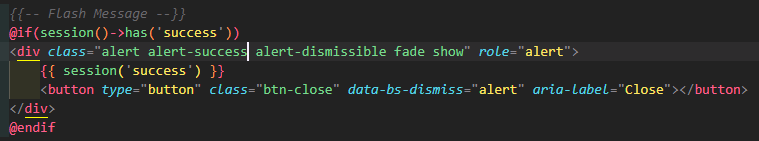 {{-- Flash Message --}}
@if(session()->has('success'))
<div class="alert alert-success alert-dismissible fade show" role="alert">
    {{ session('success') }}
    <button type="button" class="btn-close" data-bs-dismiss="alert" aria-label="Close"></button>
</div>
@endif